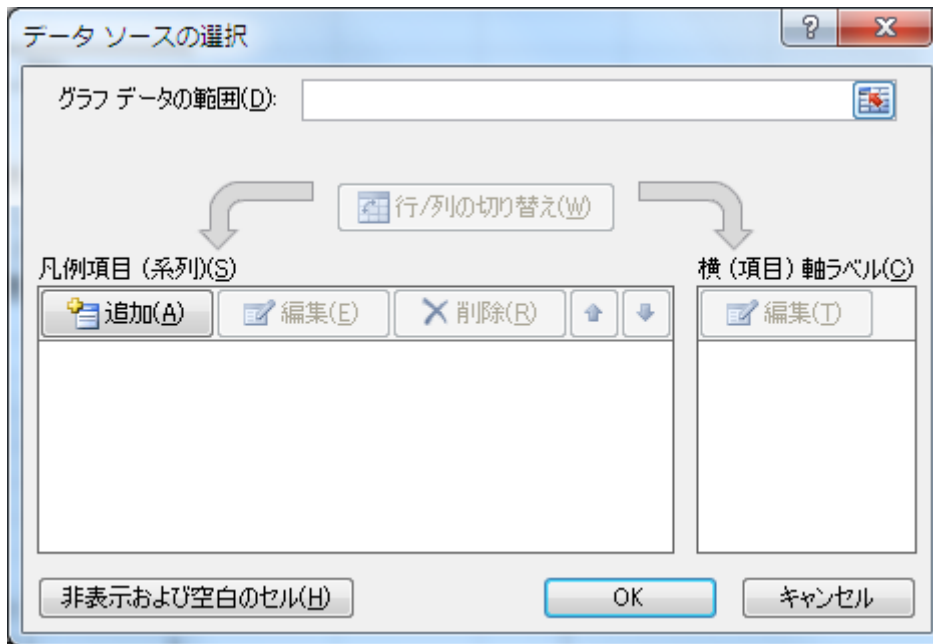 データ ソースの選択
グラフ データの範囲(D):
行/列の切り替え(W)
凡例項目 (系列)(S)
追加(A) 編集(E) 削除(R)
横 (項目) 軸ラベル(C)
編集(T)
非表示および空白のセル(H)
OK キャンセル